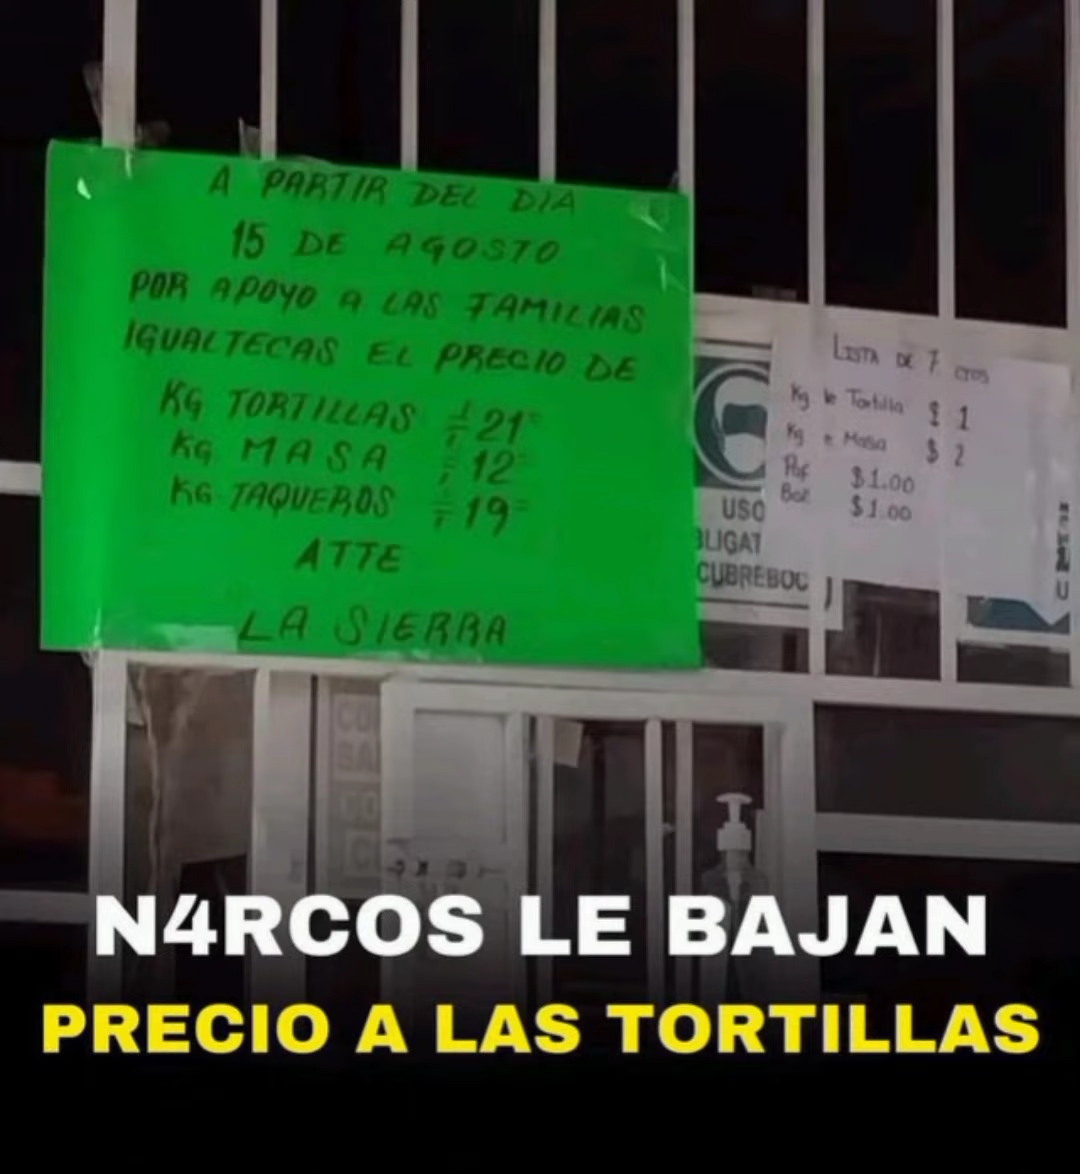 A PARTIR DEL DIA
15 DE AGOSTO
POR APOYO A LAS FAMILIAS
IGUALTECAS EL PRECIO DE
KG TORTILLAS $21=
KG MASA $12=
KG TAQUEROS $19=
ATTE
LA SIERRA
LISTA DE
Kg Tortilla $ 1
Kg Masa $ 2
$1.00
$1.00
USO
BLIGAT
CUBREBOC
N4RCOS LE BAJAN
PRECIO A LAS TORTILLAS